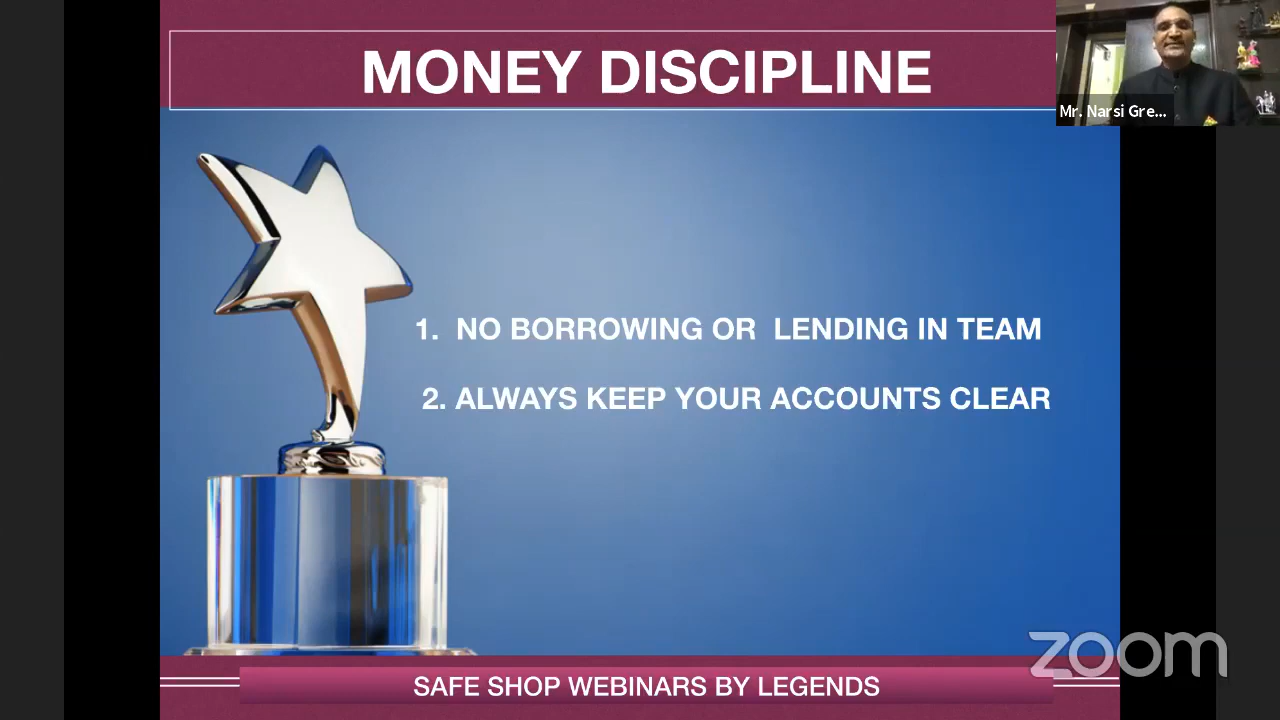 MONEY DISCIPLINE
Mr. Narsi Gre...
1. NO BORROWING OR LENDING IN TEAM
2. ALWAYS KEEP YOUR ACCOUNTS CLEAR
zoom
SAFE SHOP WEBINARS BY LEGENDS